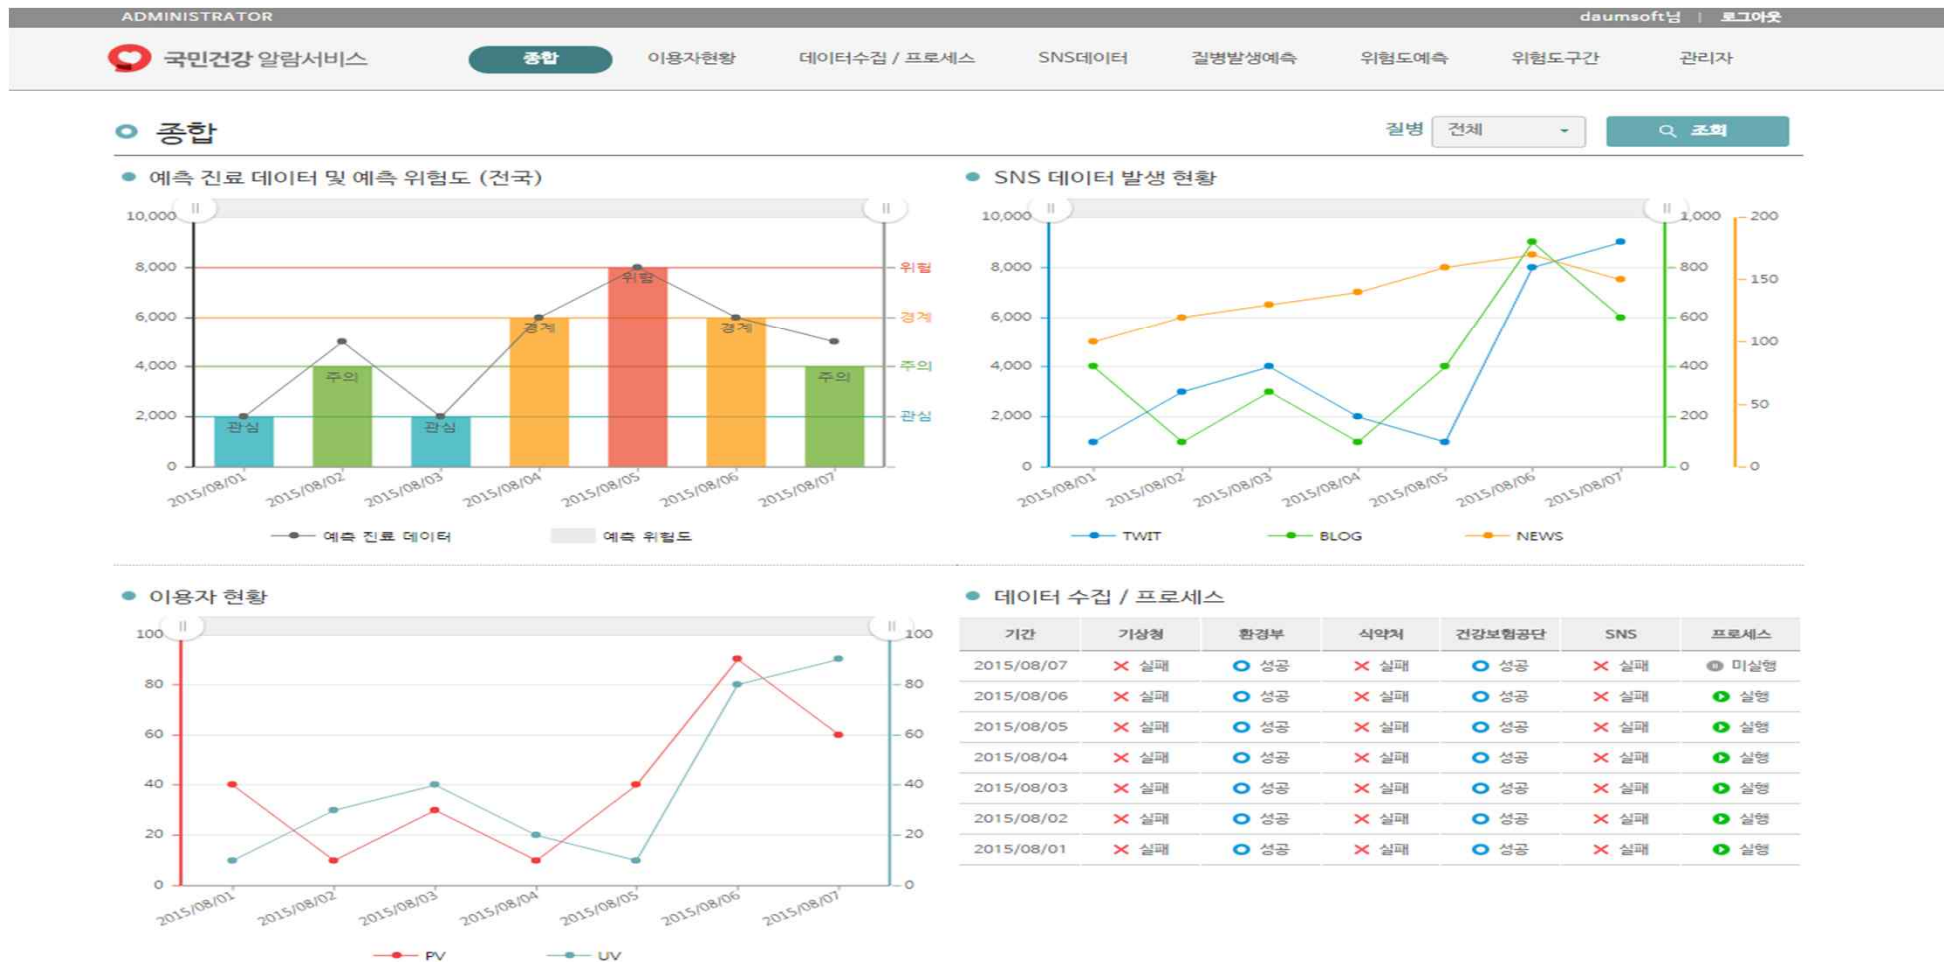 ADMINISTRATOR daumsoft님 | 로그아웃
국민건강 알람서비스 종합 이용자현황 데이터수집 / 프로세스 SNS데이터 질병발생예측 위험도예측 위험도구간 관리자
종합 질병 전체 조회
예측 진료 데이터 및 예측 위험도 (전국)
10,000
8,000 위험
6,000 경계
4,000 주의
2,000 관심
0
관심 주의 관심 경계 위험 경계 주의
2015/08/01 2015/08/02 2015/08/03 2015/08/04 2015/08/05 2015/08/06 2015/08/07
예측 진료 데이터 예측 위험도
SNS 데이터 발생 현황
10,000 1,000 200
8,000 800 150
6,000 600 100
4,000 400 50
2,000 200
0 0 0
2015/08/01 2015/08/02 2015/08/03 2015/08/04 2015/08/05 2015/08/06 2015/08/07
TWIT BLOG NEWS
이용자 현황
100 100
80 80
60 60
40 40
20 20
0 0
2015/08/01 2015/08/02 2015/08/03 2015/08/04 2015/08/05 2015/08/06 2015/08/07
PV UV
데이터 수집 / 프로세스
기간 기상청 환경부 식약처 건강보험공단 SNS 프로세스
2015/08/07 실패 성공 실패 성공 실패 미실행
2015/08/06 실패 성공 실패 성공 실패 실행
2015/08/05 실패 성공 실패 성공 실패 실행
2015/08/04 실패 성공 실패 성공 실패 실행
2015/08/03 실패 성공 실패 성공 실패 실행
2015/08/02 실패 성공 실패 성공 실패 실행
2015/08/01 실패 성공 실패 성공 실패 실행